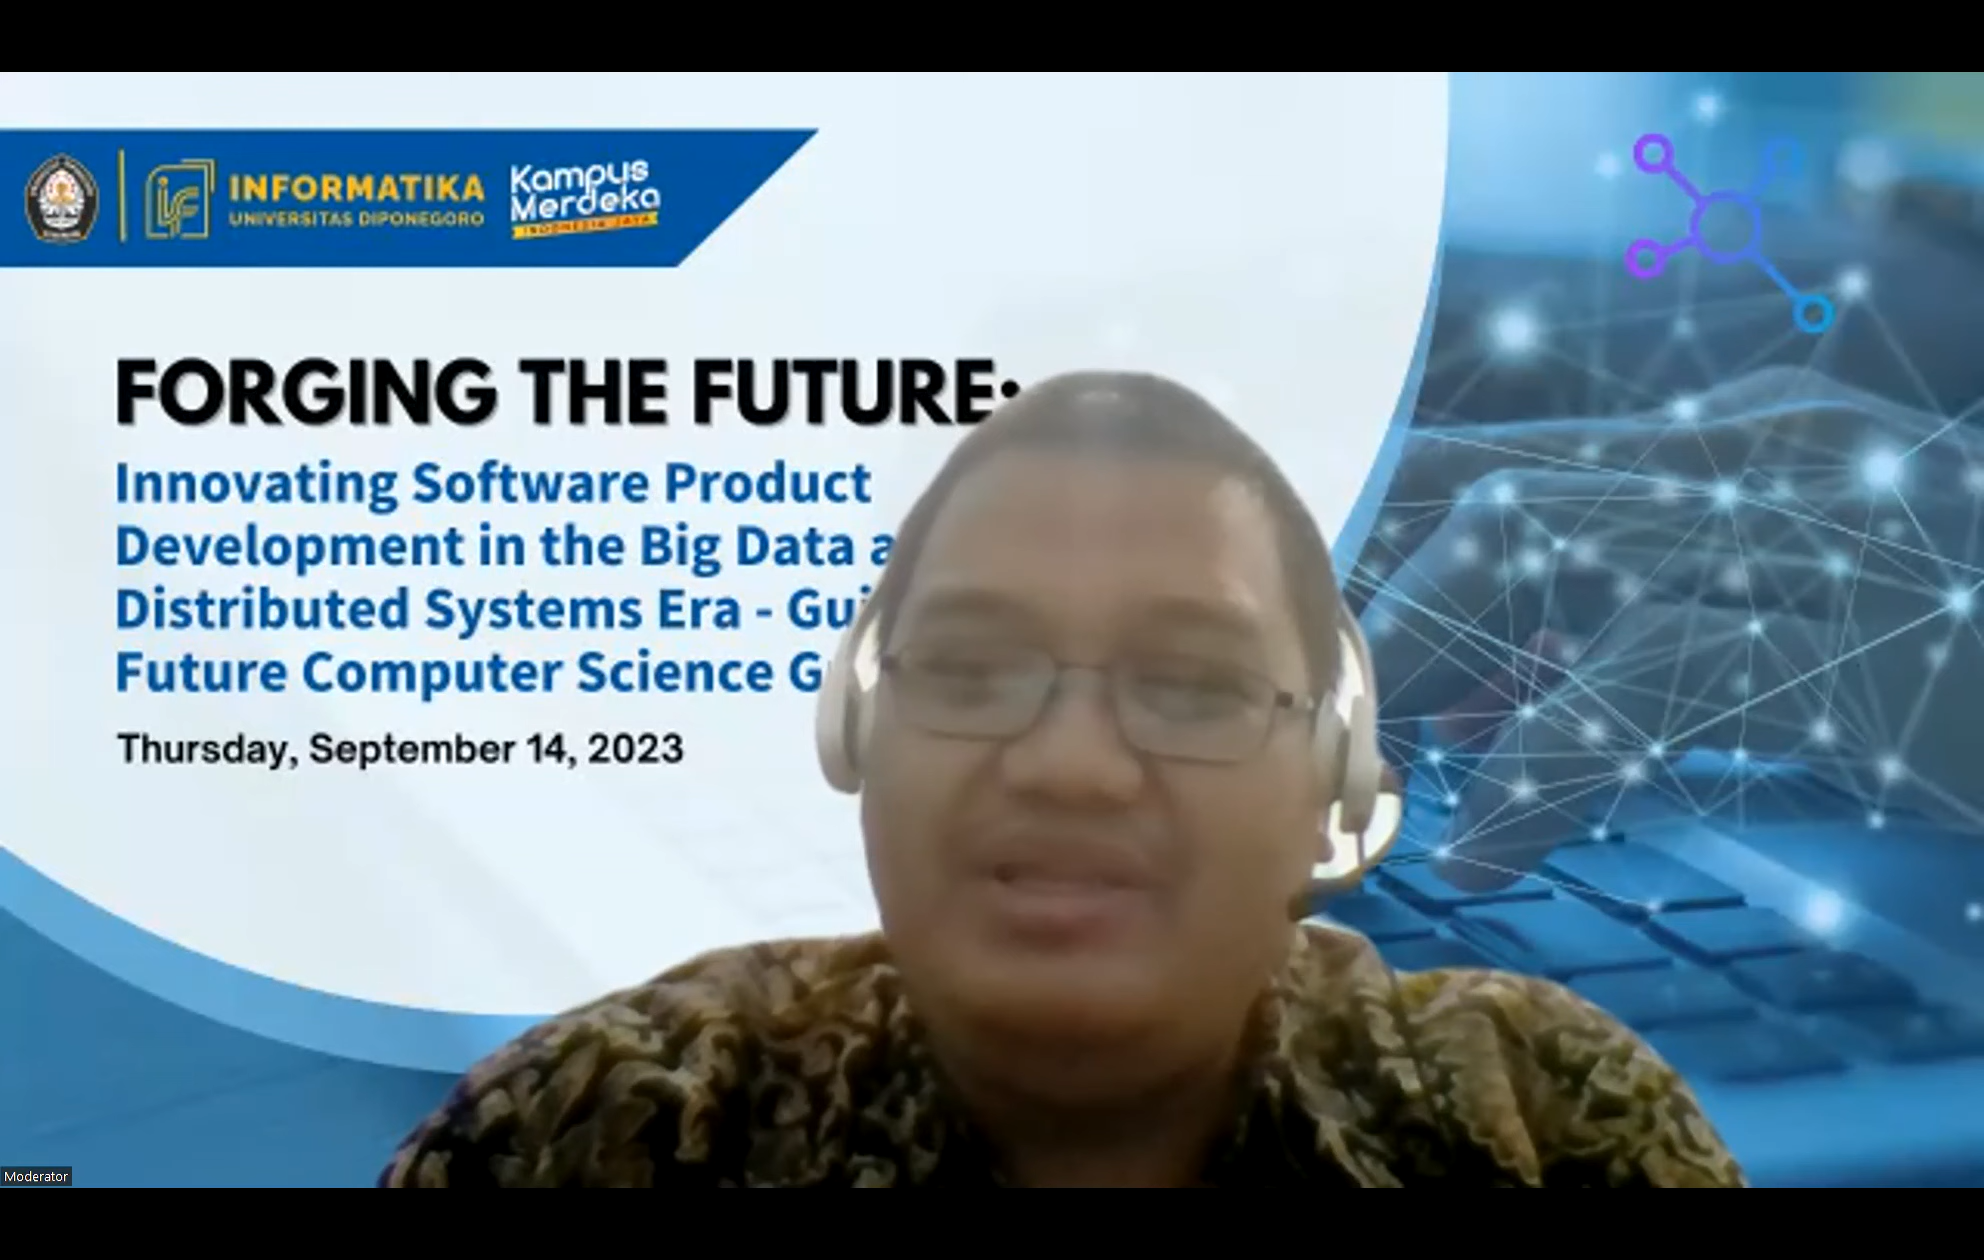 INFORMATIKA
UNIVERSITAS DIPONEGORO
Kampus
Merdeka
INDONESIA JAYA
FORGING THE FUTURE:
Innovating Software Product
Development in the Big Data
Distributed Systems Era -
Future Computer Science
Thursday, September 14, 2023
Moderator